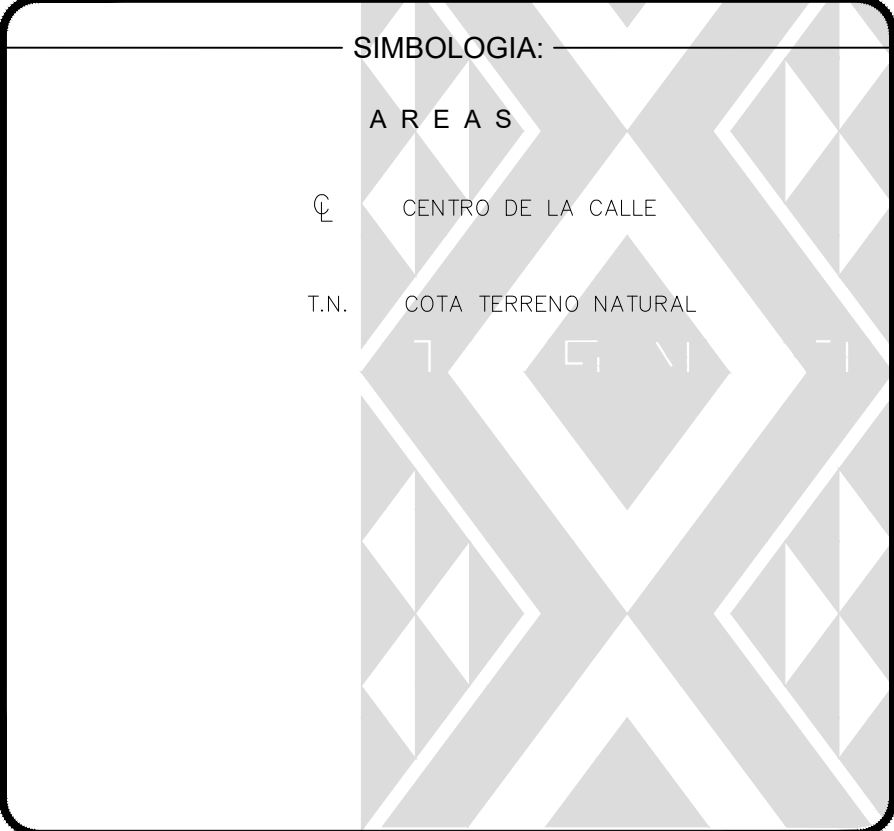 SIMBOLOGIA:
A R E A S
℄ CENTRO DE LA CALLE
T.N. COTA TERRENO NATURAL